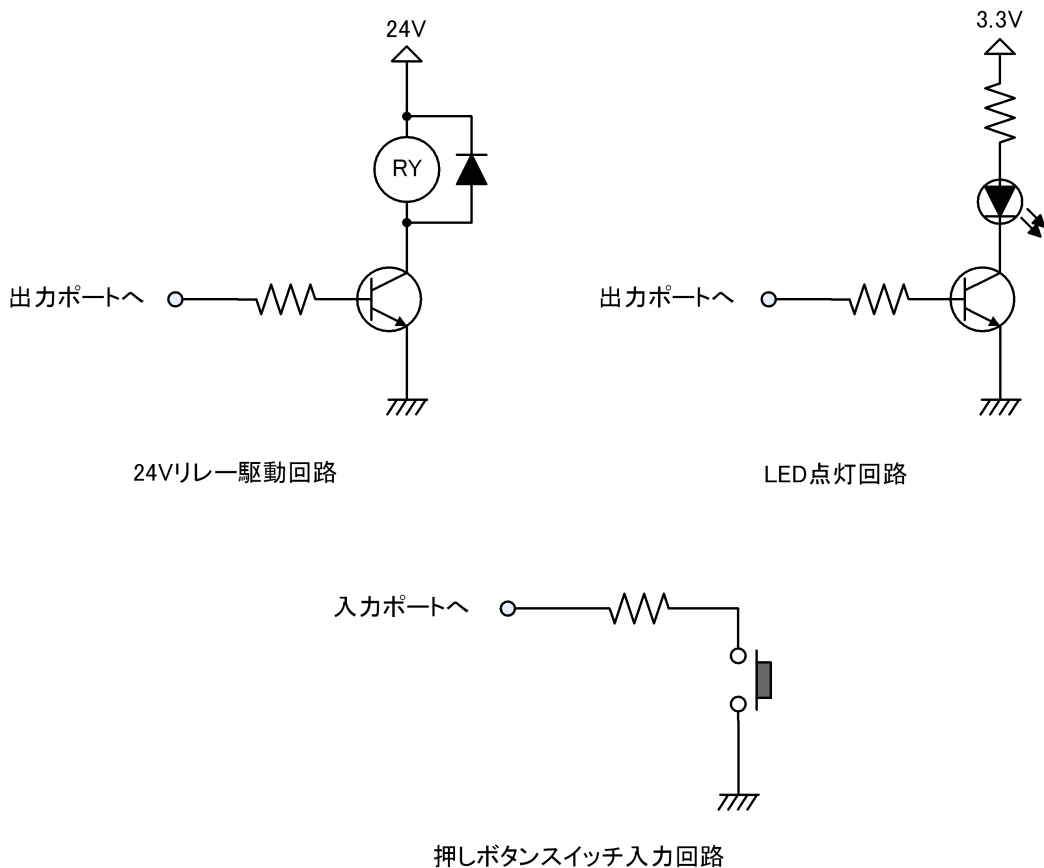 24V
3.3V
RY
出力ポートへ
出力ポートへ
24Vリレー駆動回路
LED点灯回路
入力ポートへ
押しボタンスイッチ入力回路